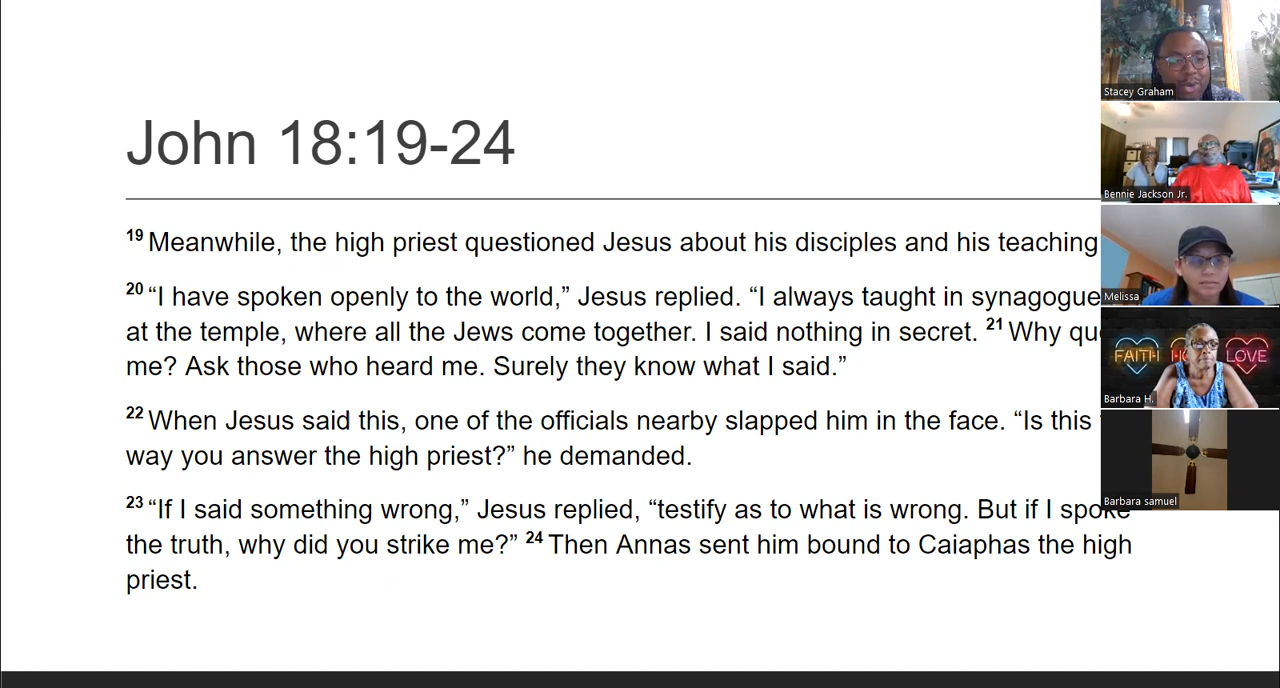 John 18:19-24
19 Meanwhile, the high priest questioned Jesus about his disciples and his teaching
20 “I have spoken openly to the world,” Jesus replied. “I always taught in synagogue
at the temple, where all the Jews come together. I said nothing in secret. 21 Why qu
me? Ask those who heard me. Surely they know what I said.”
22 When Jesus said this, one of the officials nearby slapped him in the face. “Is this
way you answer the high priest?” he demanded.
23 “If I said something wrong,” Jesus replied, “testify as to what is wrong. But if I spoke
the truth, why did you strike me?” 24 Then Annas sent him bound to Caiaphas the high
priest.
Stacey Graham
Bennie Jackson Jr.
Melissa
FAITH HO LOVE
Barbara H.
Barbara samuel